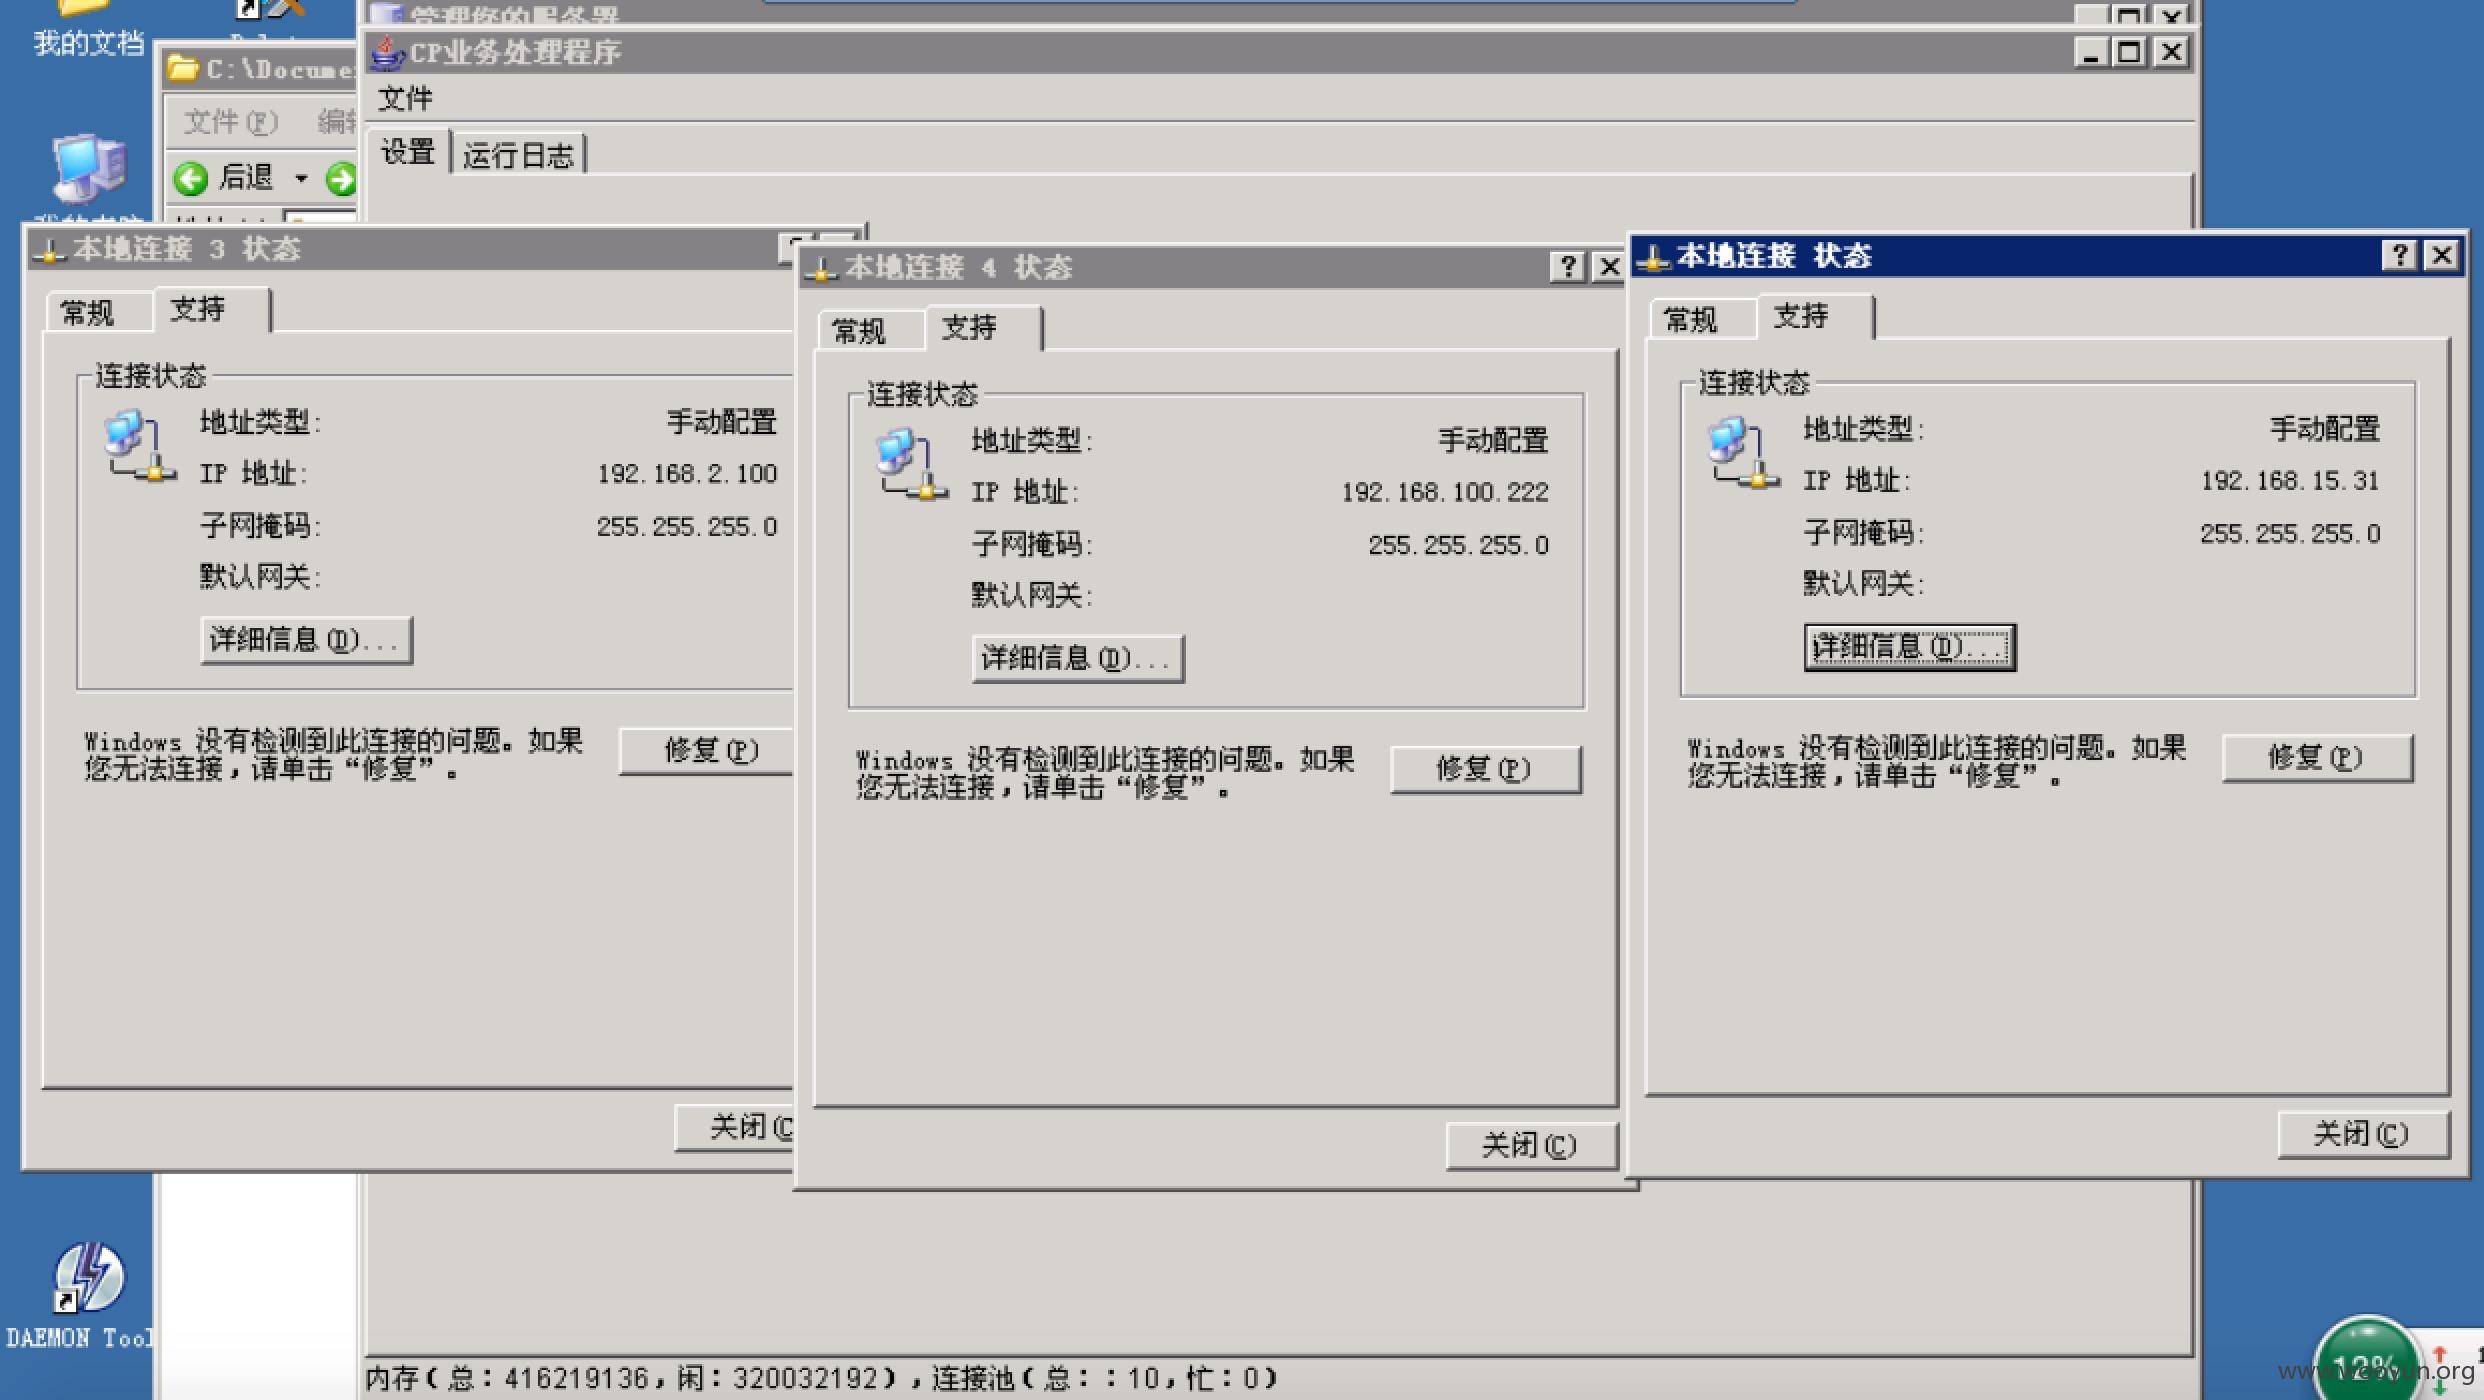 我的文档
管理您的服务器
CP业务处理程序
C:\Docume
文件
文件(F)
设置
运行日志
后退
本地连接 3 状态
常规
支持
连接状态
地址类型: 手动配置
IP 地址: 192.168.2.100
子网掩码: 255.255.255.0
默认网关:
详细信息(D)...
Windows 没有检测到此连接的问题。如果
您无法连接，请单击“修复”。
修复(P)
关闭(C
本地连接 4 状态
常规
支持
连接状态
地址类型: 手动配置
IP 地址: 192.168.100.222
子网掩码: 255.255.255.0
默认网关:
详细信息(D)...
Windows 没有检测到此连接的问题。如果
您无法连接，请单击“修复”。
修复(P)
关闭(C)
本地连接 状态
常规
支持
连接状态
地址类型: 手动配置
IP 地址: 192.168.15.31
子网掩码: 255.255.255.0
默认网关:
详细信息(D)...
Windows 没有检测到此连接的问题。如果
您无法连接，请单击“修复”。
修复(P)
关闭(C)
DAEMON Tool
内存(总:416219136,闲:320032192),连接池(总::10,忙:0)
12%
www.wooyun.org